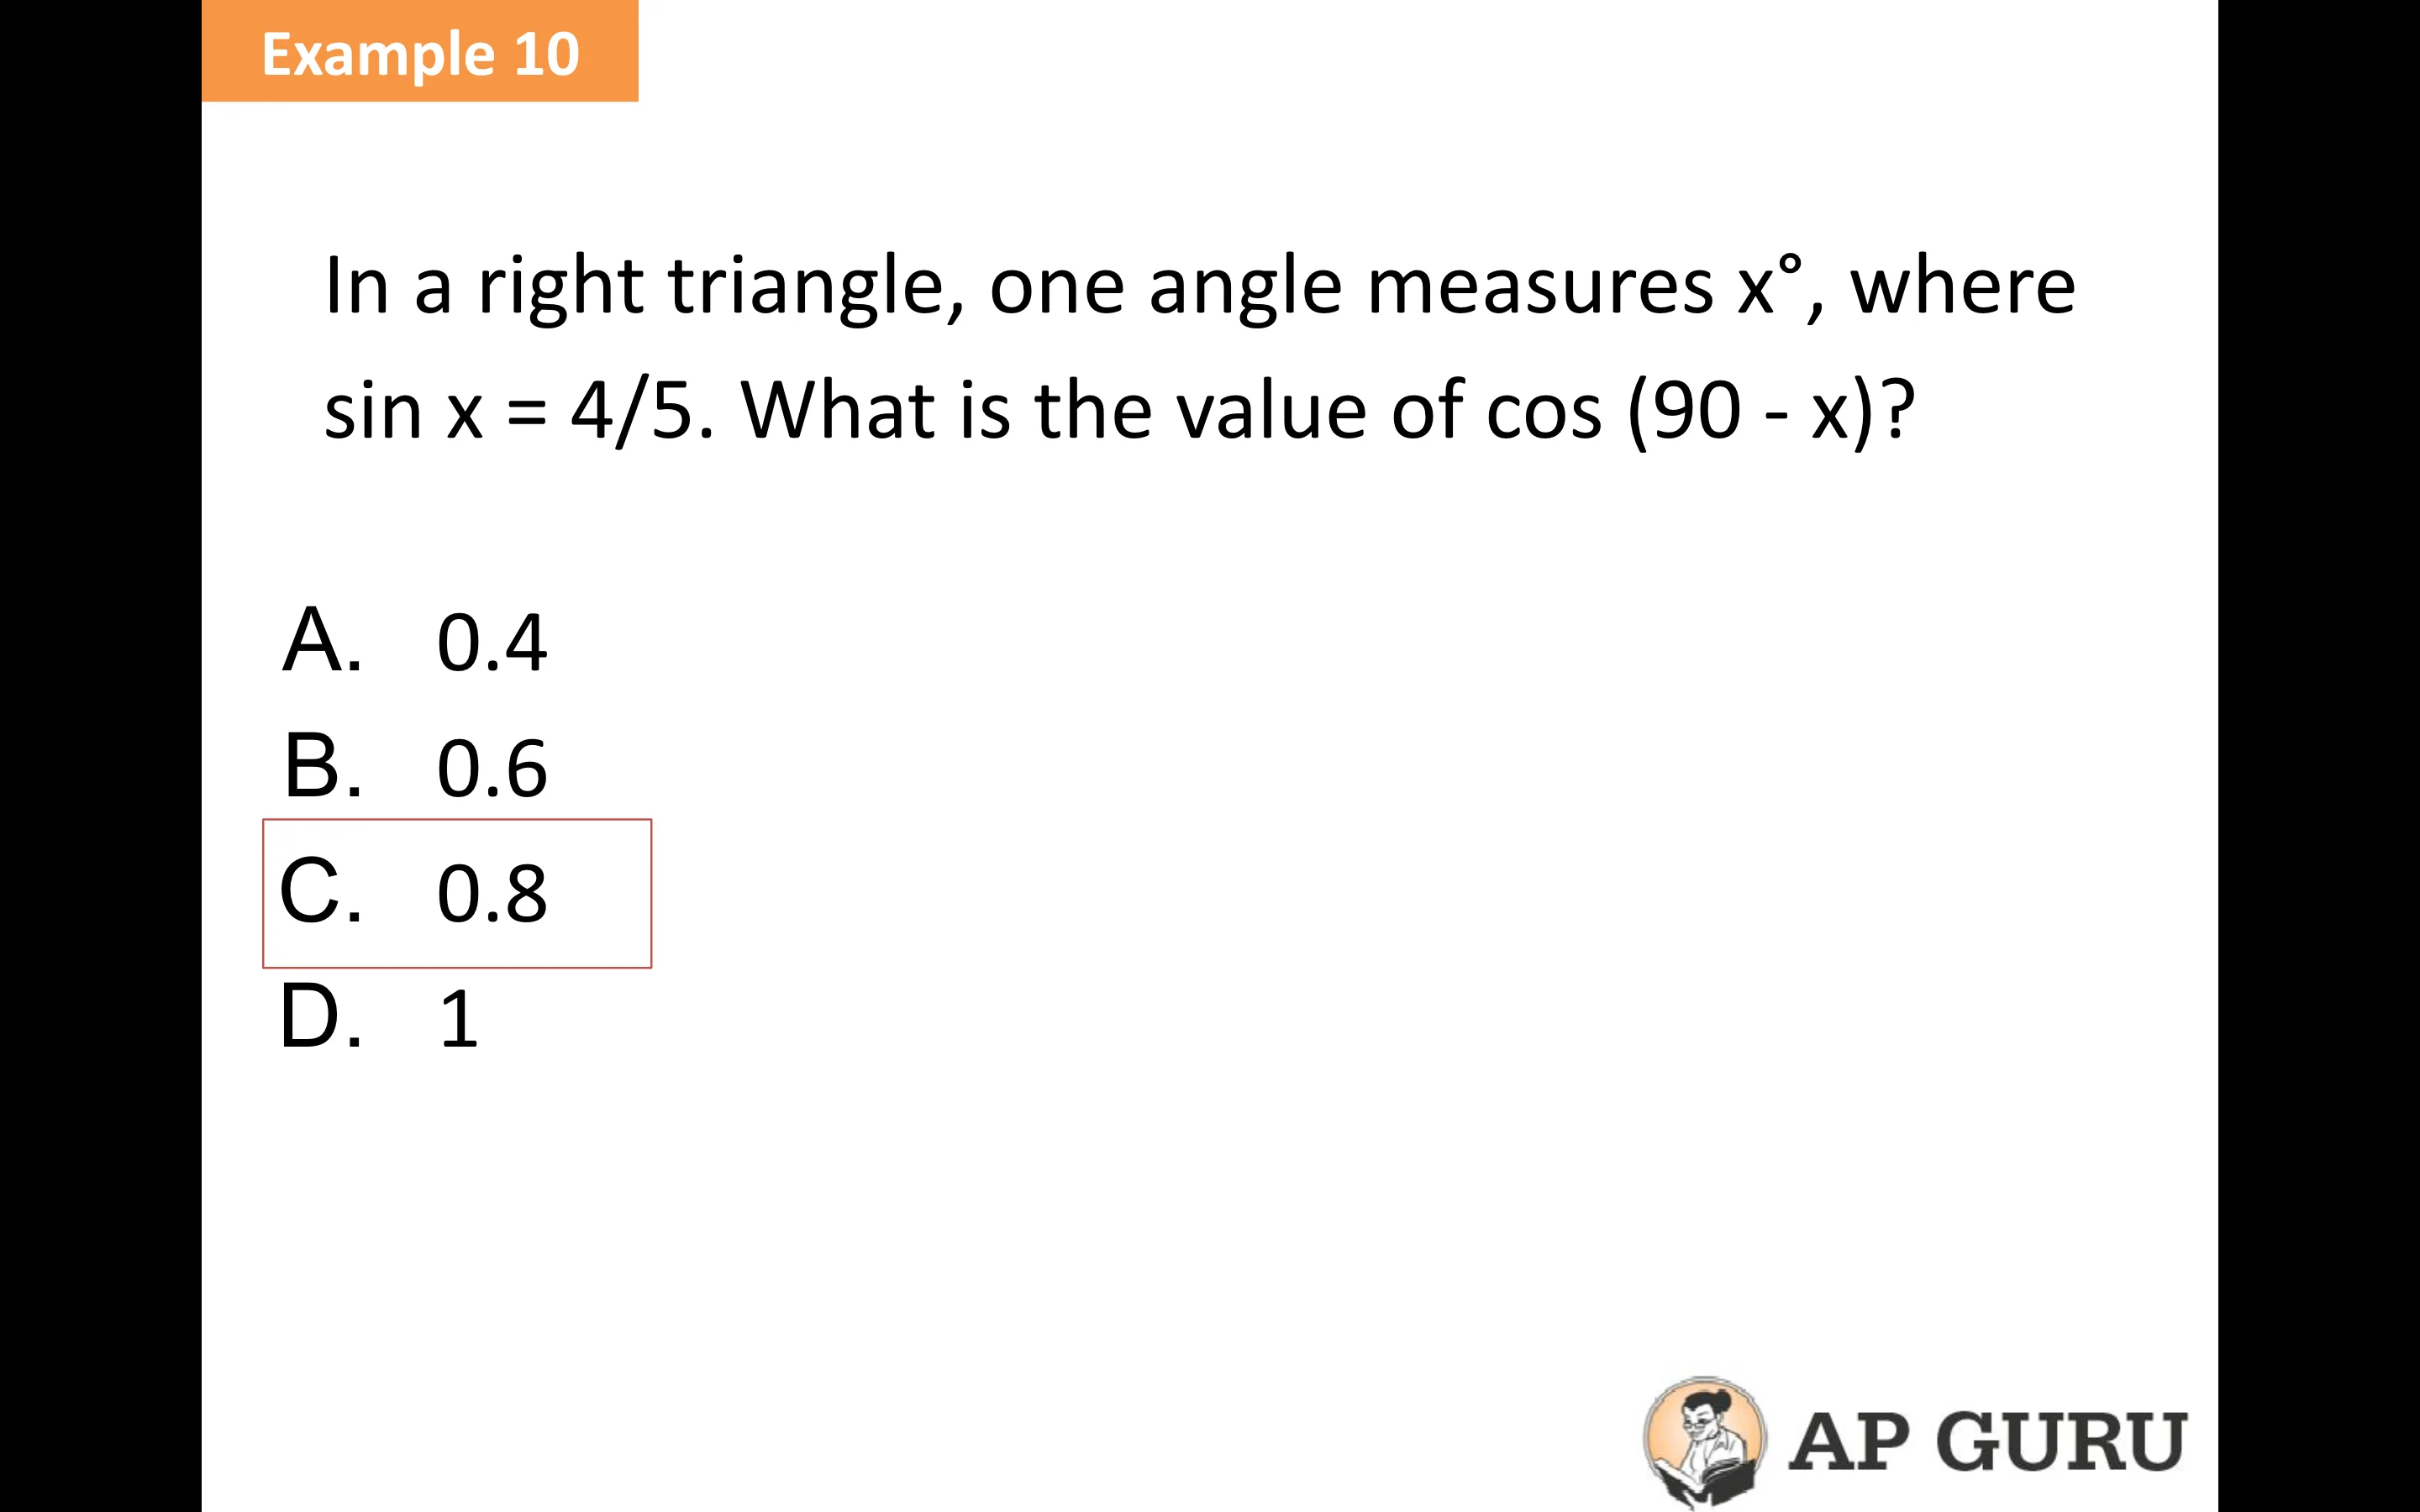 Example 10
In a right triangle, one angle measures x°, where
sin x = 4/5. What is the value of cos (90 - x)?
A. 0.4
B. 0.6
C. 0.8
D. 1
AP GURU